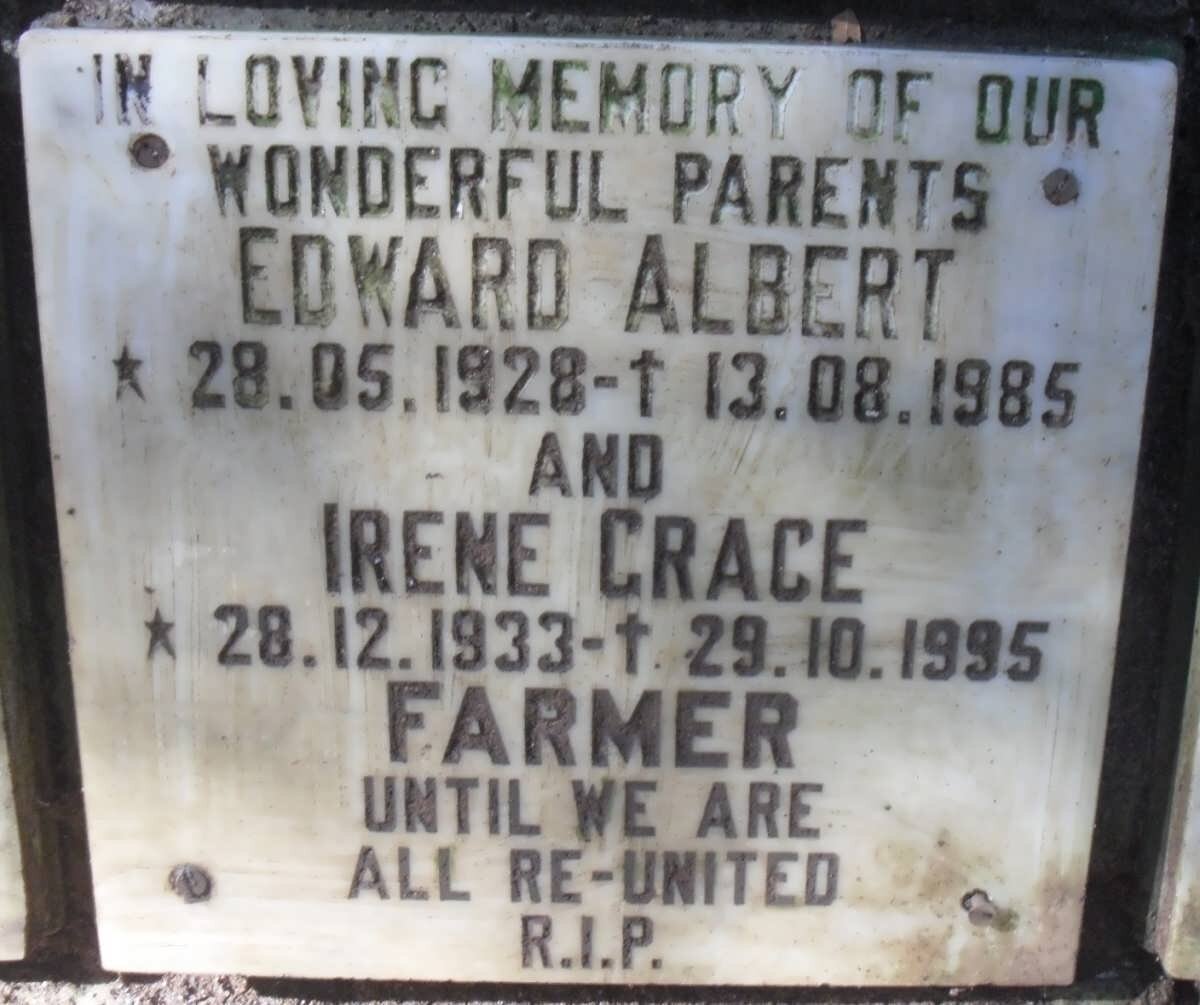 IN LOVING MEMORY OF OUR
WONDERFUL PARENTS
EDWARD ALBERT
★ 28.05.1928-† 13.08.1985
AND
IRENE GRACE
★ 28.12.1933-† 29.10.1995
FARMER
UNTIL WE ARE
ALL RE-UNITED
R.I.P.